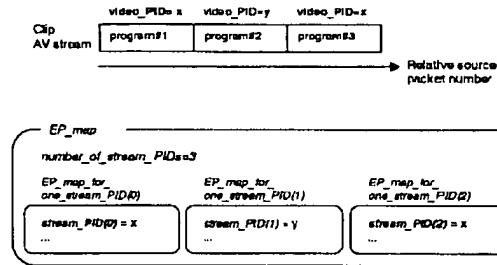 video_PID= x video_PID=y video_PID=x
Clip
AV stream
program#1 program#2 program#3
Relative source
packet number
EP_map
number_of_stream_PIDs=3
EP_map_for_ EP_map_for_ EP_map_for_
one_stream_PID(0) one_stream_PID(1) one_stream_PID(2)
stream_PID(0) = x stream_PID(1) = y stream_PID(2) = x
... ... ...